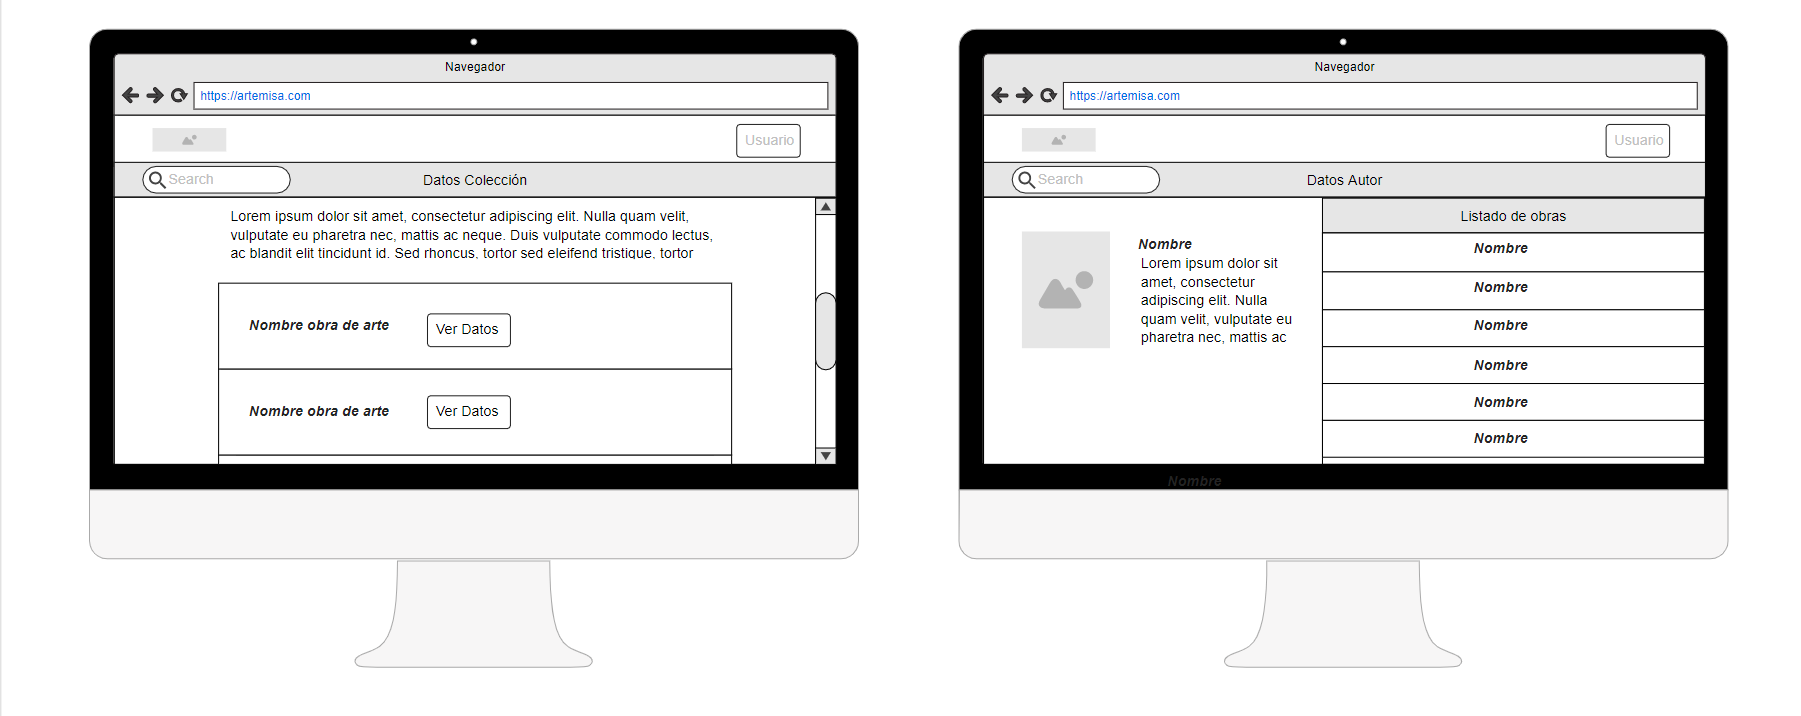 Navegador
https://artemisa.com
Usuario
Search
Datos Colección
Lorem ipsum dolor sit amet, consectetur adipiscing elit. Nulla quam velit,
vulputate eu pharetra nec, mattis ac neque. Duis vulputate commodo lectus,
ac blandit elit tincidunt id. Sed rhoncus, tortor sed eleifend tristique, tortor
Nombre obra de arte
Ver Datos
Nombre obra de arte
Ver Datos
Navegador
https://artemisa.com
Usuario
Search
Datos Autor
Nombre
Lorem ipsum dolor sit
amet, consectetur
adipiscing elit. Nulla
quam velit, vulputate eu
pharetra nec, mattis ac
Listado de obras
Nombre
Nombre
Nombre
Nombre
Nombre
Nombre
Nombre